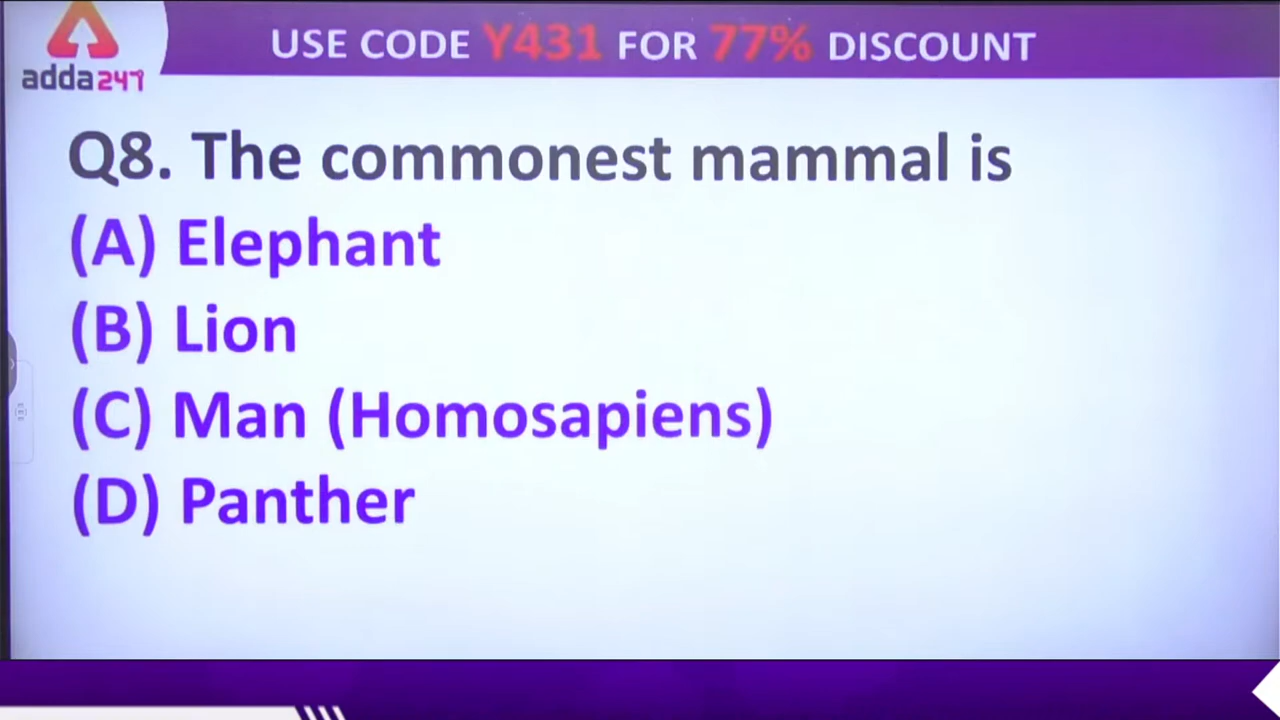 adda247
USE CODE Y431 FOR 77% DISCOUNT
Q8. The commonest mammal is
(A) Elephant
(B) Lion
(C) Man (Homosapiens)
(D) Panther